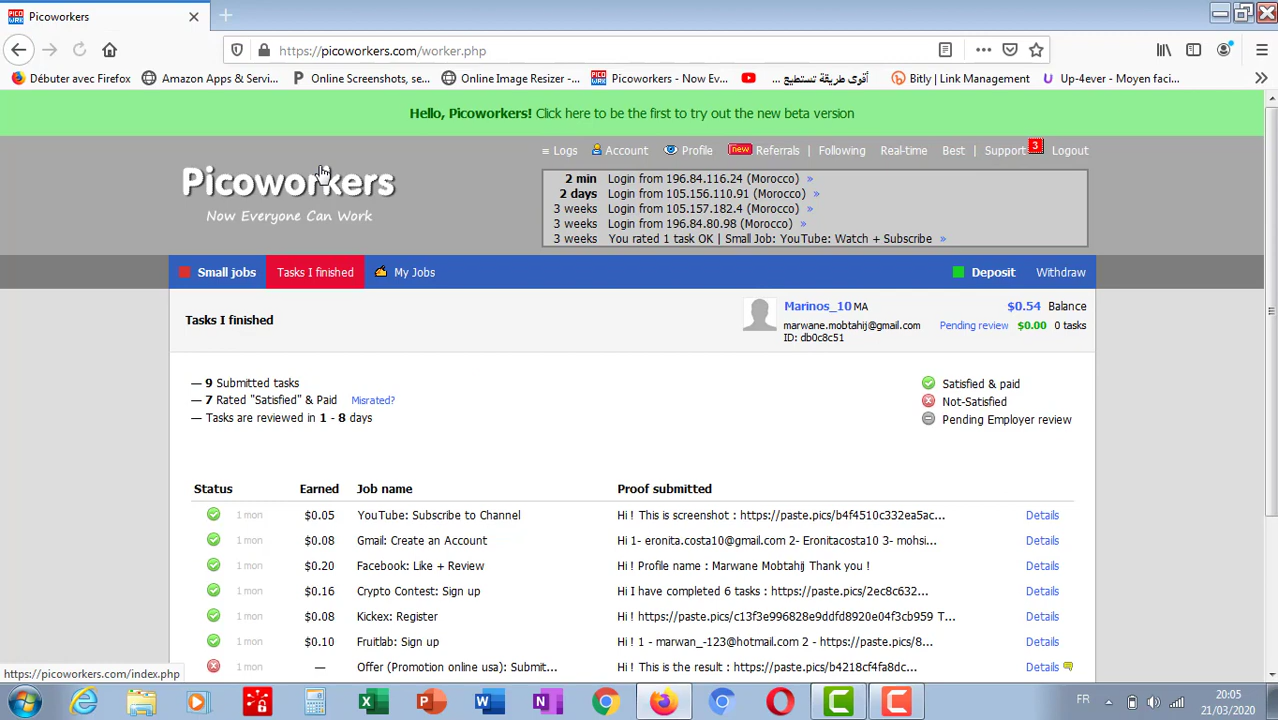 Picoworkers
https://picoworkers.com/worker.php
Débuter avec Firefox
Amazon Apps & Servi...
Online Screenshots, se...
Online Image Resizer -...
Picoworkers - Now Ev...
أقوى طريقة تستطيع ...
Bitly | Link Management
Up-4ever - Moyen faci...
Hello, Picoworkers! Click here to be the first to try out the new beta version
Logs
Account
Profile
new Referrals
Following
Real-time
Best
Support 3
Logout
Picoworkers
Now Everyone Can Work
2 min Login from 196.84.116.24 (Morocco) »
2 days Login from 105.156.110.91 (Morocco) »
3 weeks Login from 105.157.182.4 (Morocco) »
3 weeks Login from 196.84.80.98 (Morocco) »
3 weeks You rated 1 task OK | Small Job: YouTube: Watch + Subscribe »
Small jobs
Tasks I finished
My Jobs
Deposit
Withdraw
Tasks I finished
Marinos_10 MA
marwane.mobtahij@gmail.com
ID: db0c8c51
$0.54 Balance
Pending review $0.00 0 tasks
— 9 Submitted tasks
— 7 Rated "Satisfied" & Paid Misrated?
— Tasks are reviewed in 1 - 8 days
Satisfied & paid
Not-Satisfied
Pending Employer review
Status Earned Job name Proof submitted
1 mon $0.05 YouTube: Subscribe to Channel Hi ! This is screenshot : https://paste.pics/b4f4510c332ea5ac... Details
1 mon $0.08 Gmail: Create an Account Hi 1- eronita.costa10@gmail.com 2- Eronitacosta10 3- mohsi... Details
1 mon $0.20 Facebook: Like + Review Hi ! Profile name : Marwane Mobtahij Thank you ! Details
1 mon $0.16 Crypto Contest: Sign up Hi I have completed 6 tasks : https://paste.pics/2ec8c632... Details
1 mon $0.08 Kickex: Register Hi ! https://paste.pics/c13f3e996828e9ddfd8920e4f3cb959 T... Details
1 mon $0.10 Fruitlab: Sign up Hi ! 1 - marwan_-123@hotmail.com 2 - https://paste.pics/8... Details
1 mon — Offer (Promotion online usa): Submit... Hi ! This is the result : https://paste.pics/b4218cf4fa8dc... Details
https://picoworkers.com/index.php
FR
20:05
21/03/2020